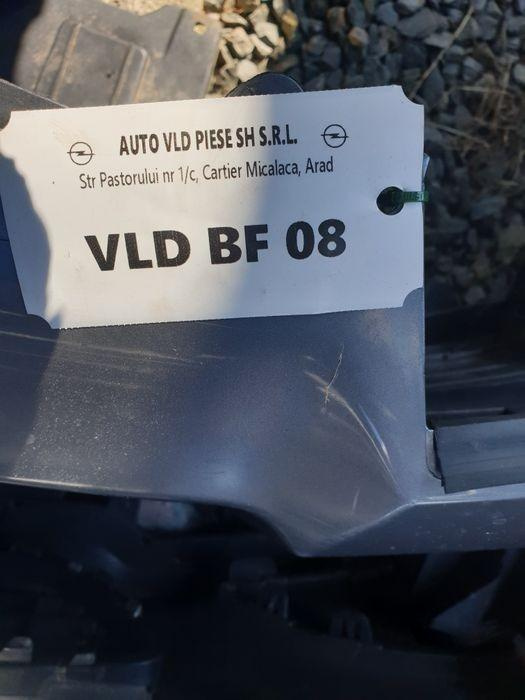 AUTO VLD PIESE SH S.R.L.
Str Pastorului nr 1/c, Cartier Micalaca, Arad
VLD BF 08